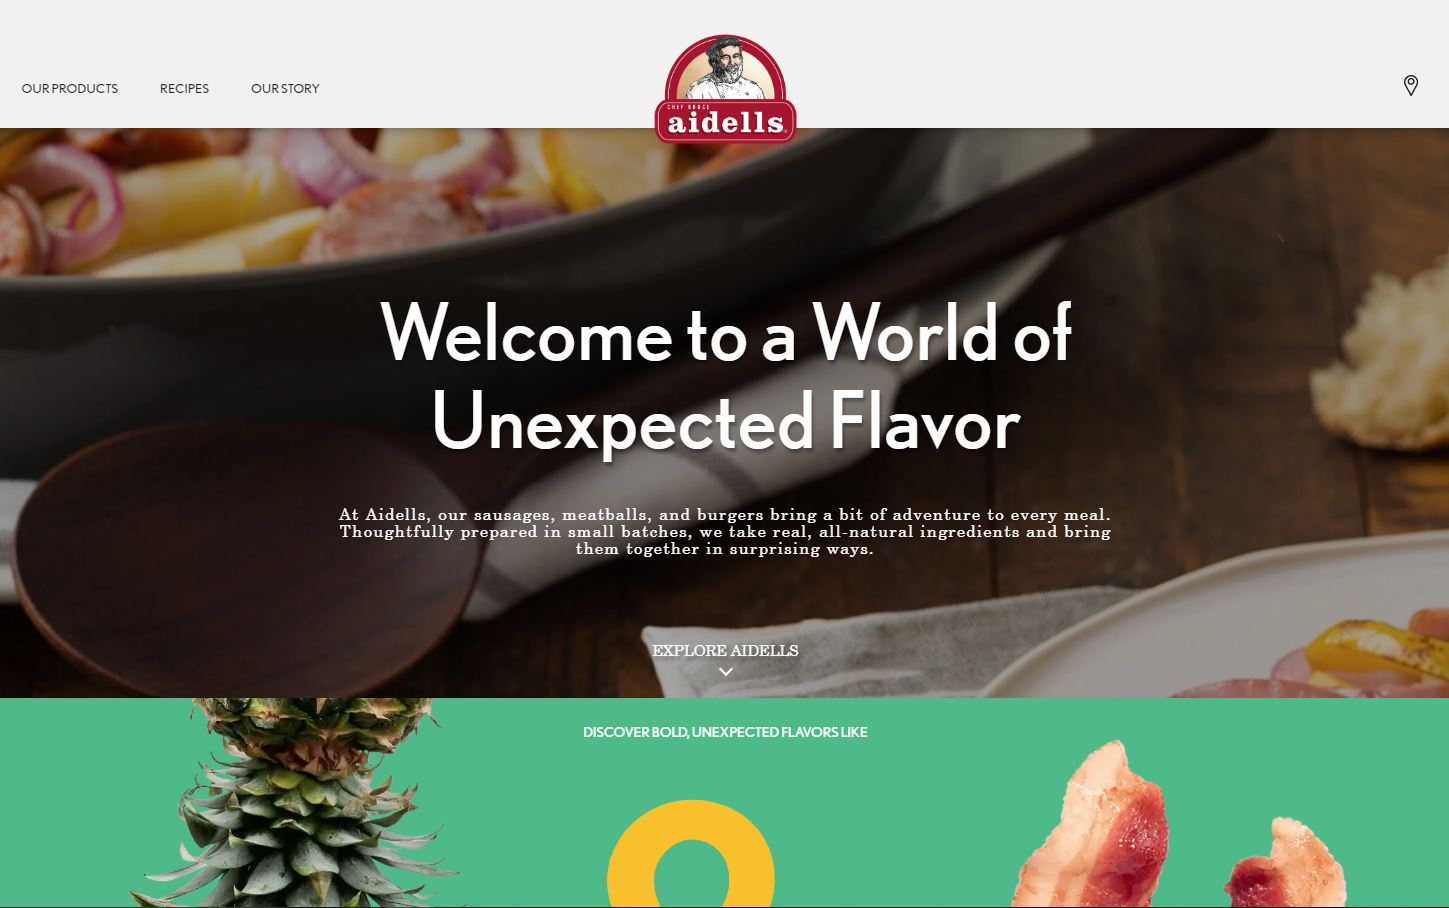 OUR PRODUCTS
RECIPES
OUR STORY
CHEF BRUCE
aidells®
Welcome to a World of
Unexpected Flavor
At Aidells, our sausages, meatballs, and burgers bring a bit of adventure to every meal.
Thoughtfully prepared in small batches, we take real, all-natural ingredients and bring
them together in surprising ways.
EXPLORE AIDELLS
DISCOVER BOLD, UNEXPECTED FLAVORS LIKE